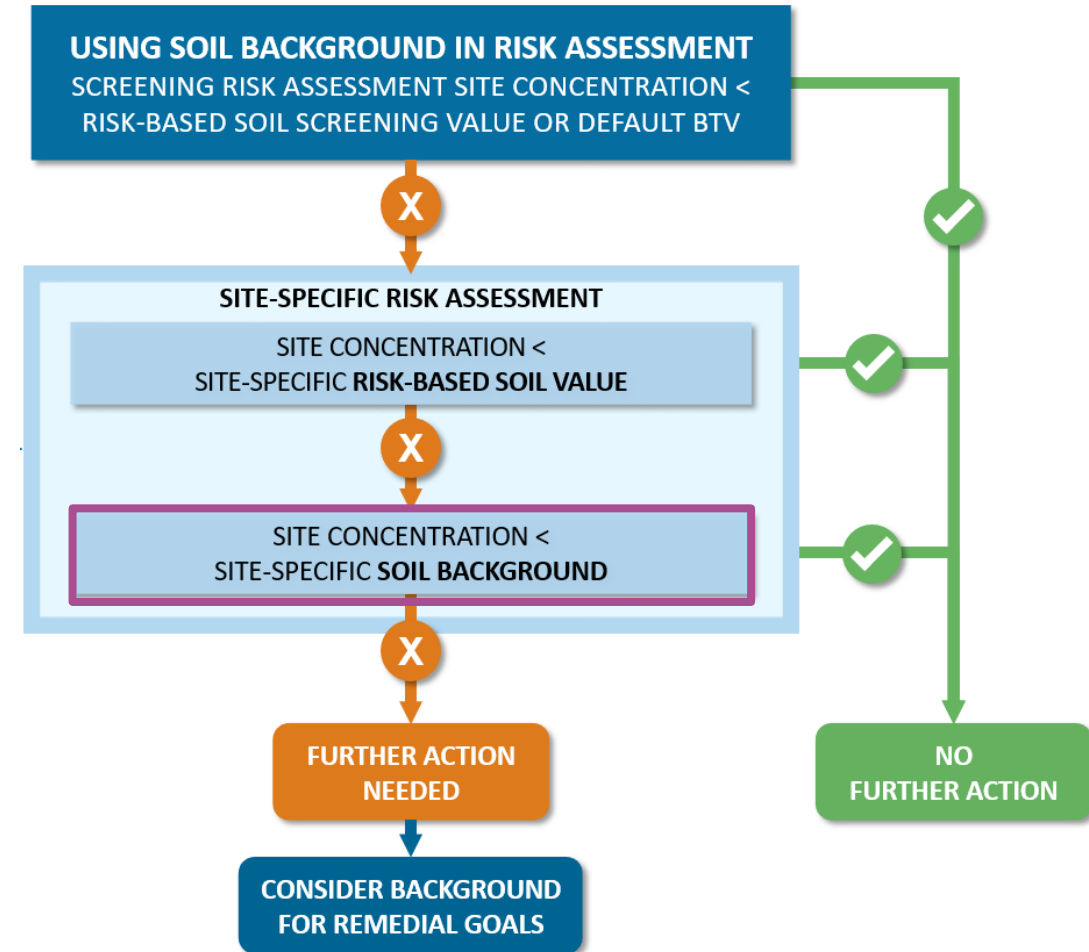 USING SOIL BACKGROUND IN RISK ASSESSMENT
SCREENING RISK ASSESSMENT SITE CONCENTRATION <
RISK-BASED SOIL SCREENING VALUE OR DEFAULT BTV
X
SITE-SPECIFIC RISK ASSESSMENT
SITE CONCENTRATION <
SITE-SPECIFIC RISK-BASED SOIL VALUE
X
SITE CONCENTRATION <
SITE-SPECIFIC SOIL BACKGROUND
X
FURTHER ACTION
NEEDED
NO
FURTHER ACTION
CONSIDER BACKGROUND
FOR REMEDIAL GOALS